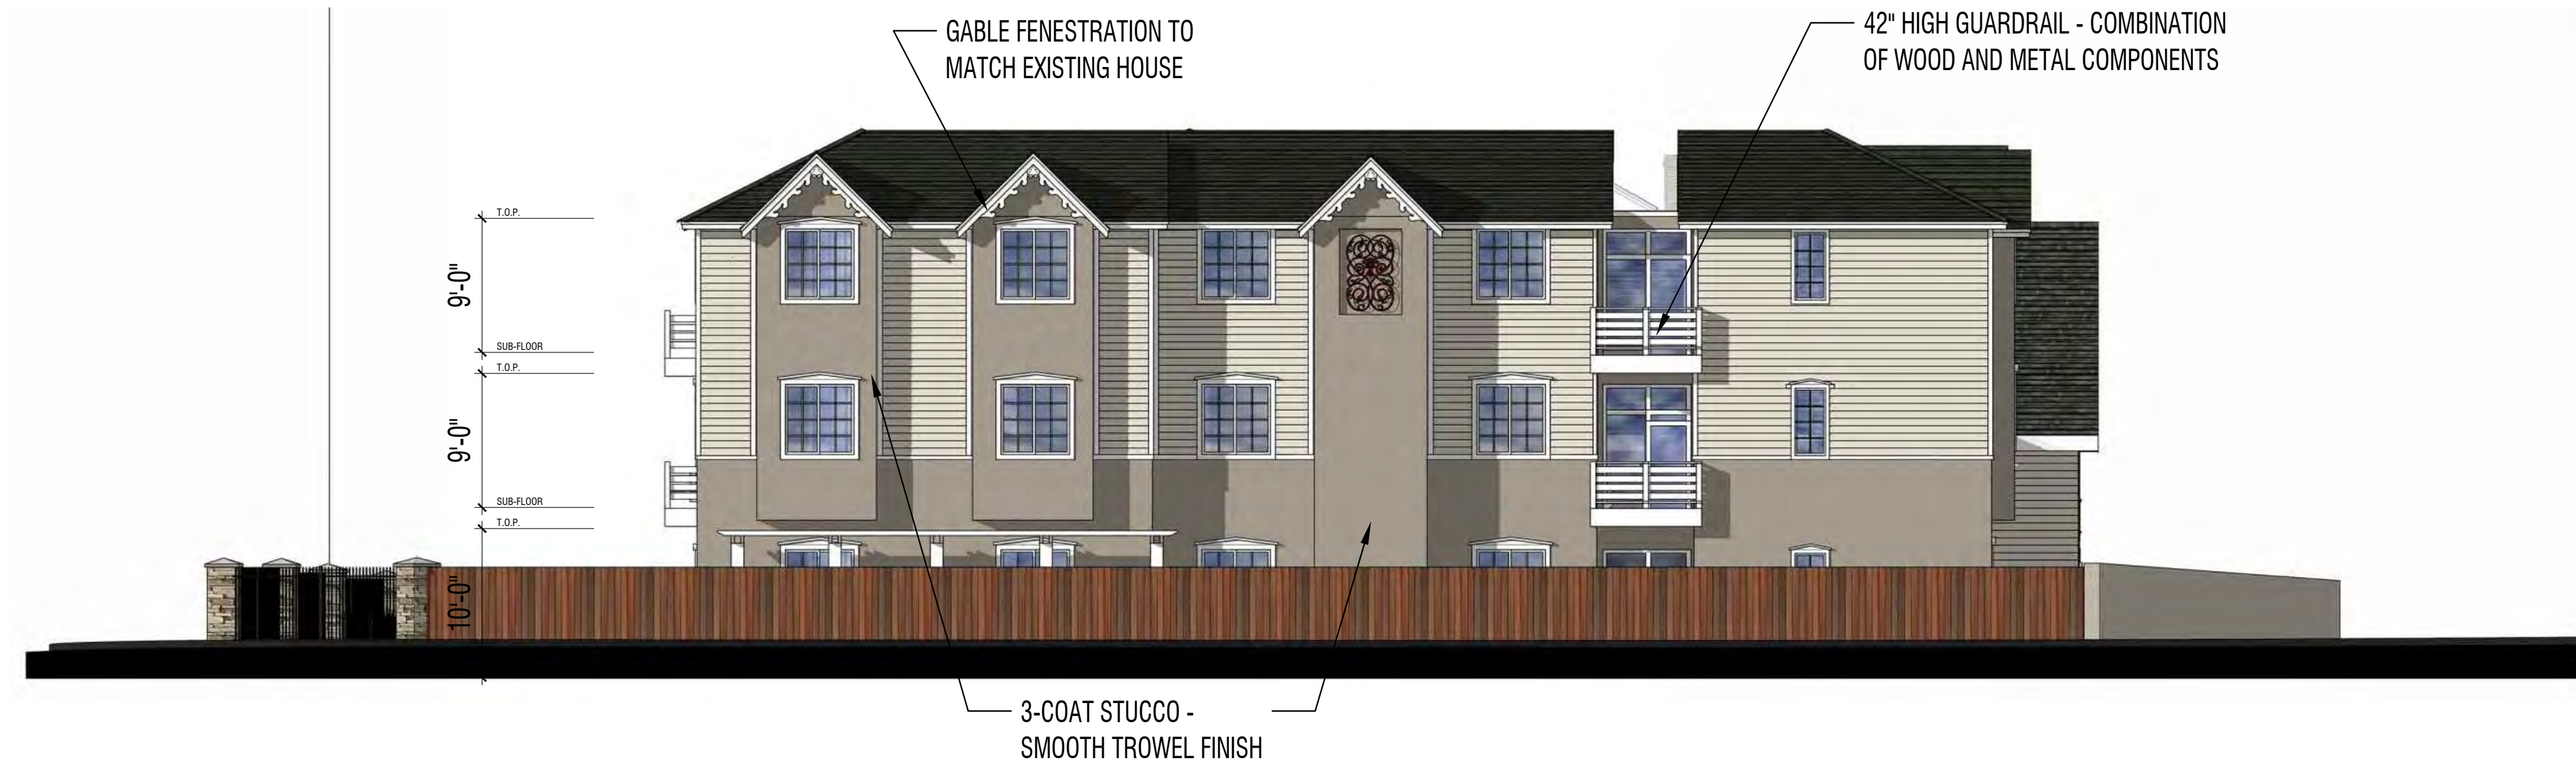 GABLE FENESTRATION TO
MATCH EXISTING HOUSE
42" HIGH GUARDRAIL - COMBINATION
OF WOOD AND METAL COMPONENTS
T.O.P.
9'-0"
SUB-FLOOR
T.O.P.
9'-0"
SUB-FLOOR
T.O.P.
10'-0"
3-COAT STUCCO -
SMOOTH TROWEL FINISH